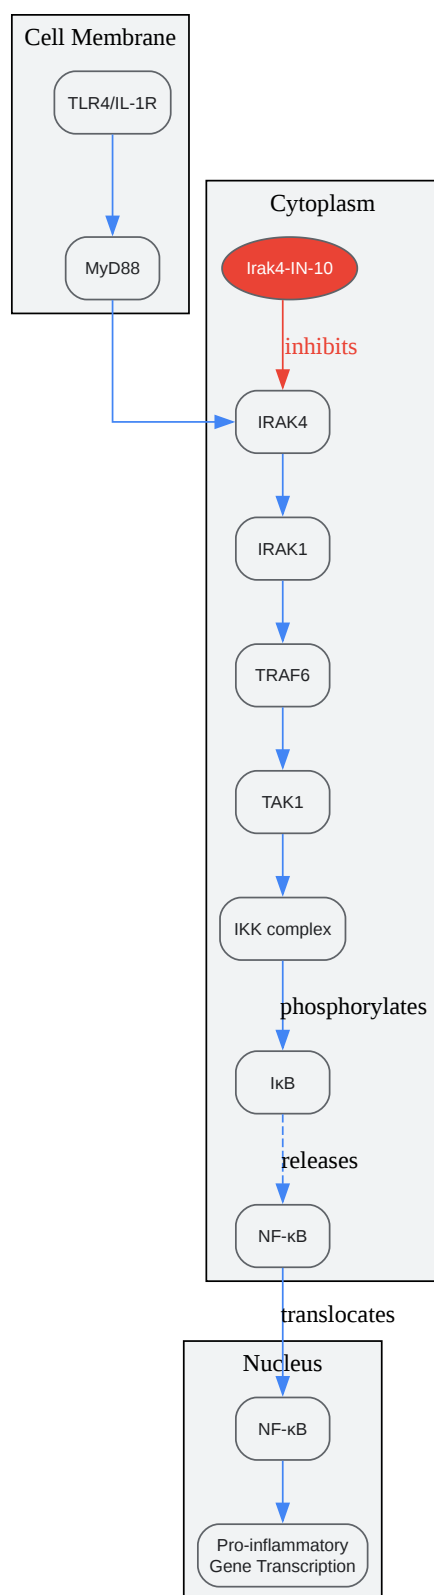 Cell Membrane
TLR4/IL-1R
MyD88
Cytoplasm
Irak4-IN-10
inhibits
IRAK4
IRAK1
TRAF6
TAK1
IKK complex
phosphorylates
IκB
releases
NF-κB
translocates
Nucleus
NF-κB
Pro-inflammatory
Gene Transcription